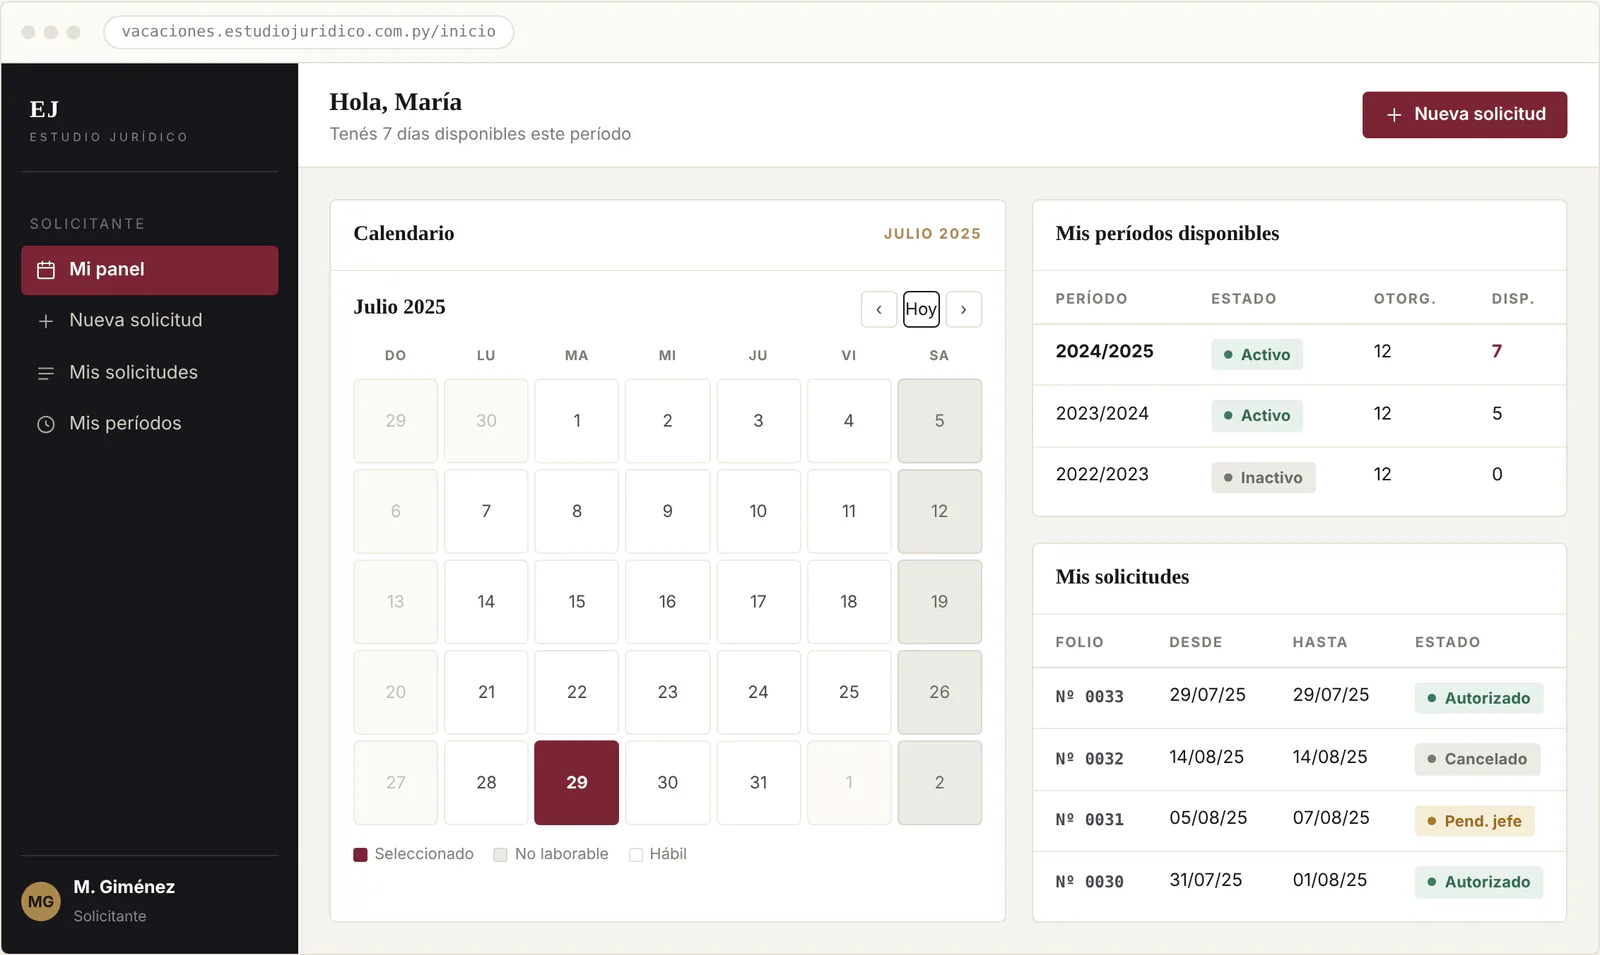 vacaciones.estudiojuridico.com.py/inicio
EJ
ESTUDIO JURÍDICO
SOLICITANTE
Mi panel
Nueva solicitud
Mis solicitudes
Mis períodos
MG
M. Giménez
Solicitante
Hola, María
Tenés 7 días disponibles este período
+ Nueva solicitud
Calendario
JULIO 2025
Julio 2025
‹ Hoy ›
DO LU MA MI JU VI SA
29 30 1 2 3 4 5
6 7 8 9 10 11 12
13 14 15 16 17 18 19
20 21 22 23 24 25 26
27 28 29 30 31 1 2
Seleccionado No laborable Hábil
Mis períodos disponibles
PERÍODO ESTADO OTORG. DISP.
2024/2025 Activo 12 7
2023/2024 Activo 12 5
2022/2023 Inactivo 12 0
Mis solicitudes
FOLIO DESDE HASTA ESTADO
Nº 0033 29/07/25 29/07/25 Autorizado
Nº 0032 14/08/25 14/08/25 Cancelado
Nº 0031 05/08/25 07/08/25 Pend. jefe
Nº 0030 31/07/25 01/08/25 Autorizado